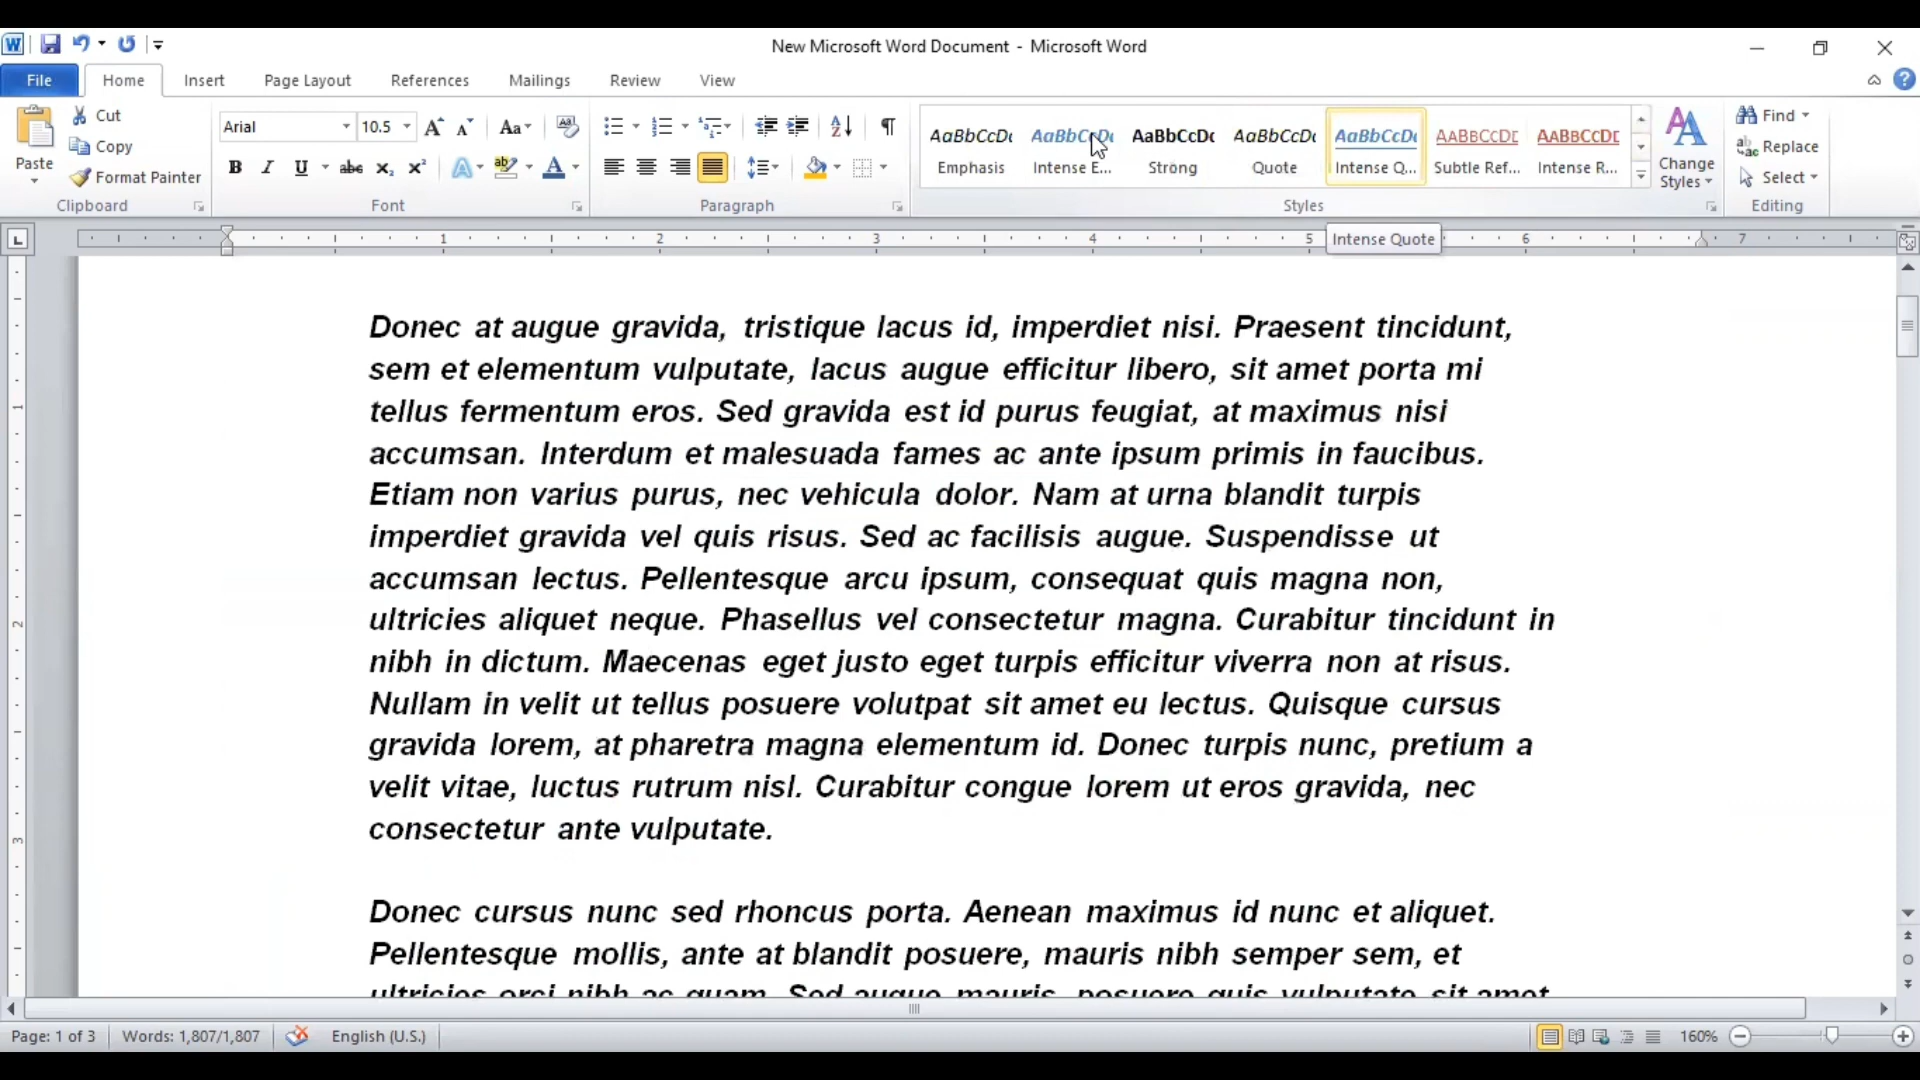 New Microsoft Word Document - Microsoft Word
File Home Insert Page Layout References Mailings Review View
Paste
Cut
Copy
Format Painter
Clipboard
Arial 10.5
Font
Paragraph
AaBbCcDc AaBbCcDc AaBbCcDc AaBbCcDc AaBbCcDc AABBCCDC AABBCCDC
Emphasis Intense E... Strong Quote Intense Q... Subtle Ref... Intense R...
Styles
Change
Styles
Find
Replace
Select
Editing
1 2 3 4 5 6 7
Intense Quote
Donec at augue gravida, tristique lacus id, imperdiet nisi. Praesent tincidunt,
sem et elementum vulputate, lacus augue efficitur libero, sit amet porta mi
tellus fermentum eros. Sed gravida est id purus feugiat, at maximus nisi
accumsan. Interdum et malesuada fames ac ante ipsum primis in faucibus.
Etiam non varius purus, nec vehicula dolor. Nam at urna blandit turpis
imperdiet gravida vel quis risus. Sed ac facilisis augue. Suspendisse ut
accumsan lectus. Pellentesque arcu ipsum, consequat quis magna non,
ultricies aliquet neque. Phasellus vel consectetur magna. Curabitur tincidunt in
nibh in dictum. Maecenas eget justo eget turpis efficitur viverra non at risus.
Nullam in velit ut tellus posuere volutpat sit amet eu lectus. Quisque cursus
gravida lorem, at pharetra magna elementum id. Donec turpis nunc, pretium a
velit vitae, luctus rutrum nisl. Curabitur congue lorem ut eros gravida, nec
consectetur ante vulputate.
Donec cursus nunc sed rhoncus porta. Aenean maximus id nunc et aliquet.
Pellentesque mollis, ante at blandit posuere, mauris nibh semper sem, et
ultricies orci nibh ac quam. Sed augue mauris, posuere quis vulputate sit amet
Page: 1 of 3 Words: 1,807/1,807 English (U.S.) 160%